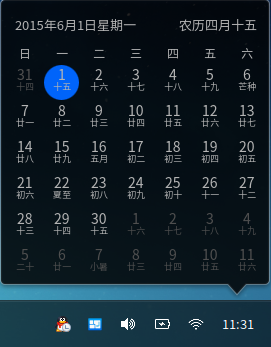 2015年6月1日星期一 农历四月十五
日 一 二 三 四 五 六
31 1 2 3 4 5 6
十四 十五 十六 十七 十八 十九 芒种
7 8 9 10 11 12 13
廿一 廿二 廿三 廿四 廿五 廿六 廿七
14 15 16 17 18 19 20
廿八 廿九 五月 初二 初三 初四 初五
21 22 23 24 25 26 27
初六 夏至 初八 初九 初十 十一 十二
28 29 30 1 2 3 4
十三 十四 十五 十六 十七 十八 十九
5 6 7 8 9 10 11
二十 廿一 小暑 廿三 廿四 廿五 廿六
11:31